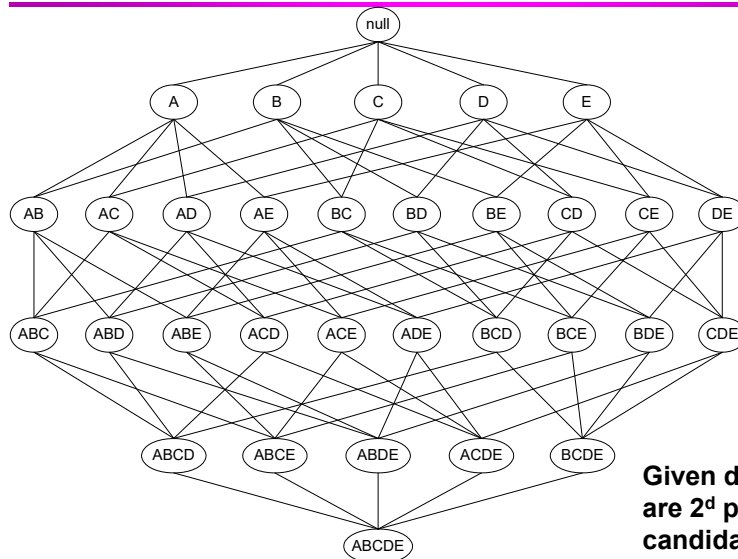 null
A B C D E
AB AC AD AE BC BD BE CD CE DE
ABC ABD ABE ACD ACE ADE BCD BCE BDE CDE
ABCD ABCE ABDE ACDE BCDE
Given d
are 2ᵈ p
candida
ABCDE